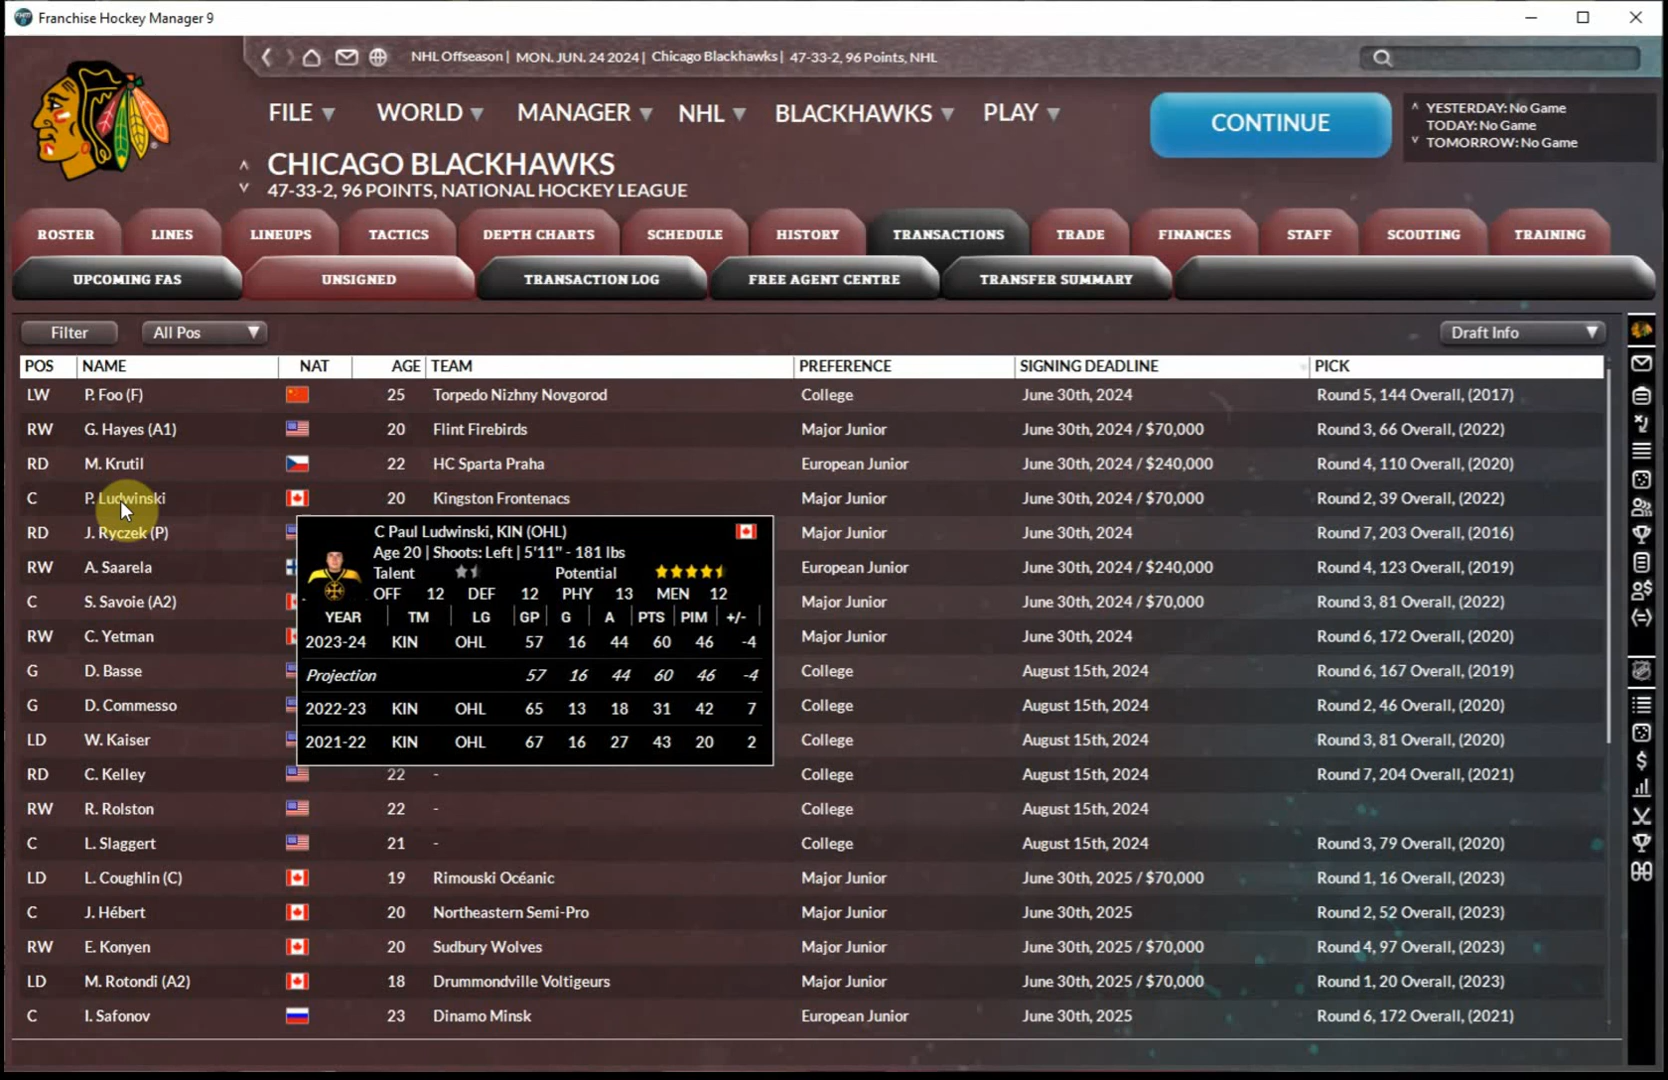 Franchise Hockey Manager 9
NHL Offseason | MON. JUN. 24 2024 | Chicago Blackhawks | 47-33-2, 96 Points, NHL
FILE WORLD MANAGER NHL BLACKHAWKS PLAY
CONTINUE
YESTERDAY: No Game
TODAY: No Game
TOMORROW: No Game
CHICAGO BLACKHAWKS
47-33-2, 96 POINTS, NATIONAL HOCKEY LEAGUE
ROSTER LINES LINEUPS TACTICS DEPTH CHARTS SCHEDULE HISTORY TRANSACTIONS TRADE FINANCES STAFF SCOUTING TRAINING
UPCOMING FAS UNSIGNED TRANSACTION LOG FREE AGENT CENTRE TRANSFER SUMMARY
Filter All Pos Draft Info
POS NAME NAT AGE TEAM PREFERENCE SIGNING DEADLINE PICK
LW P. Foo (F) 25 Torpedo Nizhny Novgorod College June 30th, 2024 Round 5, 144 Overall, (2017)
RW G. Hayes (A1) 20 Flint Firebirds Major Junior June 30th, 2024 / $70,000 Round 3, 66 Overall, (2022)
RD M. Krutil 22 HC Sparta Praha European Junior June 30th, 2024 / $240,000 Round 4, 110 Overall, (2020)
C P. Ludwinski 20 Kingston Frontenacs Major Junior June 30th, 2024 / $70,000 Round 2, 39 Overall, (2022)
RD J. Ryczek (P) Major Junior June 30th, 2024 Round 7, 203 Overall, (2016)
RW A. Saarela European Junior June 30th, 2024 / $240,000 Round 4, 123 Overall, (2019)
C S. Savoie (A2) Major Junior June 30th, 2024 / $70,000 Round 3, 81 Overall, (2022)
RW C. Yetman Major Junior June 30th, 2024 Round 6, 172 Overall, (2020)
G D. Basse College August 15th, 2024 Round 6, 167 Overall, (2019)
G D. Commesso College August 15th, 2024 Round 2, 46 Overall, (2020)
LD W. Kaiser College August 15th, 2024 Round 3, 81 Overall, (2020)
RD C. Kelley 22 - College August 15th, 2024 Round 7, 204 Overall, (2021)
RW R. Rolston 22 - College August 15th, 2024
C L. Slaggert 21 - College August 15th, 2024 Round 3, 79 Overall, (2020)
LD L. Coughlin (C) 19 Rimouski Océanic Major Junior June 30th, 2025 / $70,000 Round 1, 16 Overall, (2023)
C J. Hébert 20 Northeastern Semi-Pro Major Junior June 30th, 2025 Round 2, 52 Overall, (2023)
RW E. Konyen 20 Sudbury Wolves Major Junior June 30th, 2025 / $70,000 Round 4, 97 Overall, (2023)
LD M. Rotondi (A2) 18 Drummondville Voltigeurs Major Junior June 30th, 2025 / $70,000 Round 1, 20 Overall, (2023)
C I. Safonov 23 Dinamo Minsk European Junior June 30th, 2025 Round 6, 172 Overall, (2021)
C Paul Ludwinski, KIN (OHL)
Age 20 | Shoots: Left | 5'11" - 181 lbs
Talent Potential
OFF 12 DEF 12 PHY 13 MEN 12
YEAR TM LG GP G A PTS PIM +/-
2023-24 KIN OHL 57 16 44 60 46 -4
Projection 57 16 44 60 46 -4
2022-23 KIN OHL 65 13 18 31 42 7
2021-22 KIN OHL 67 16 27 43 20 2